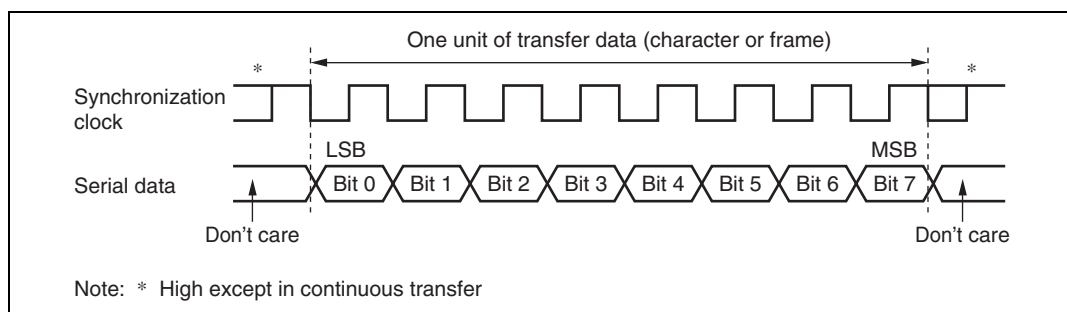 One unit of transfer data (character or frame)
* *
Synchronization
clock
LSB MSB
Serial data Bit 0 Bit 1 Bit 2 Bit 3 Bit 4 Bit 5 Bit 6 Bit 7
Don't care Don't care
Note: * High except in continuous transfer